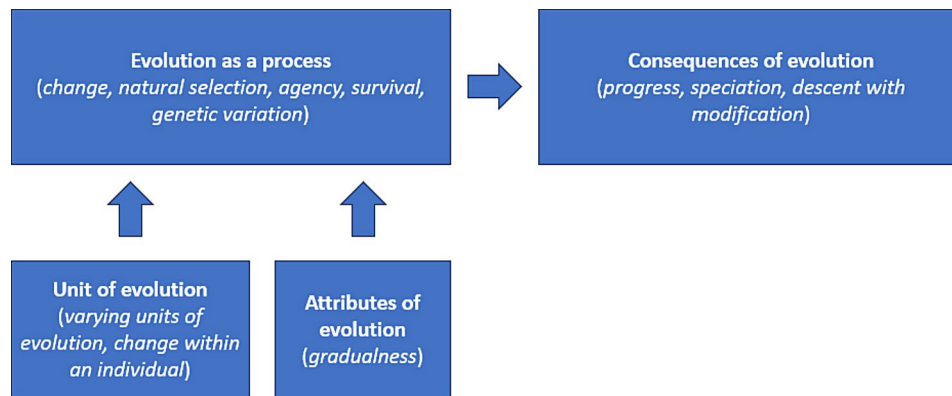 Evolution as a process
(change, natural selection, agency, survival,
genetic variation)
Consequences of evolution
(progress, speciation, descent with
modification)
Unit of evolution
(varying units of
evolution, change within
an individual)
Attributes of
evolution
(gradualness)